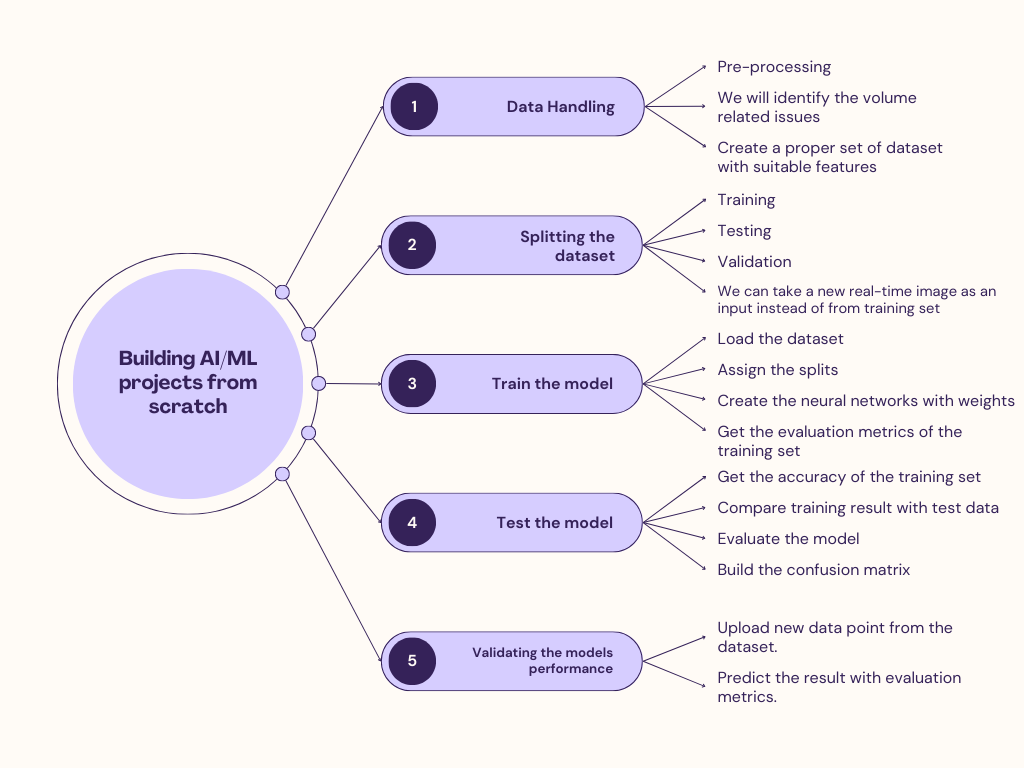 Building AI/ML
projects from
scratch
1
Data Handling
Pre-processing
We will identify the volume
related issues
Create a proper set of dataset
with suitable features
2
Splitting the
dataset
Training
Testing
Validation
We can take a new real-time image as an
input instead of from training set
3
Train the model
Load the dataset
Assign the splits
Create the neural networks with weights
Get the evaluation metrics of the
training set
4
Test the model
Get the accuracy of the training set
Compare training result with test data
Evaluate the model
Build the confusion matrix
5
Validating the models
performance
Upload new data point from the
dataset.
Predict the result with evaluation
metrics.